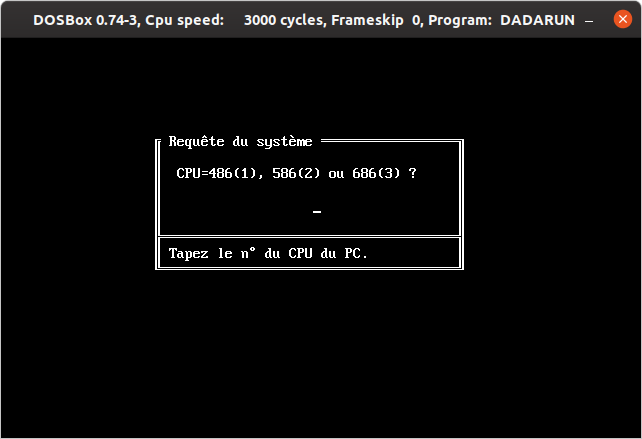 DOSBox 0.74-3, Cpu speed: 3000 cycles, Frameskip 0, Program: DADARUN
Requête du système
CPU=486(1), 586(2) ou 686(3) ?
Tapez le n° du CPU du PC.